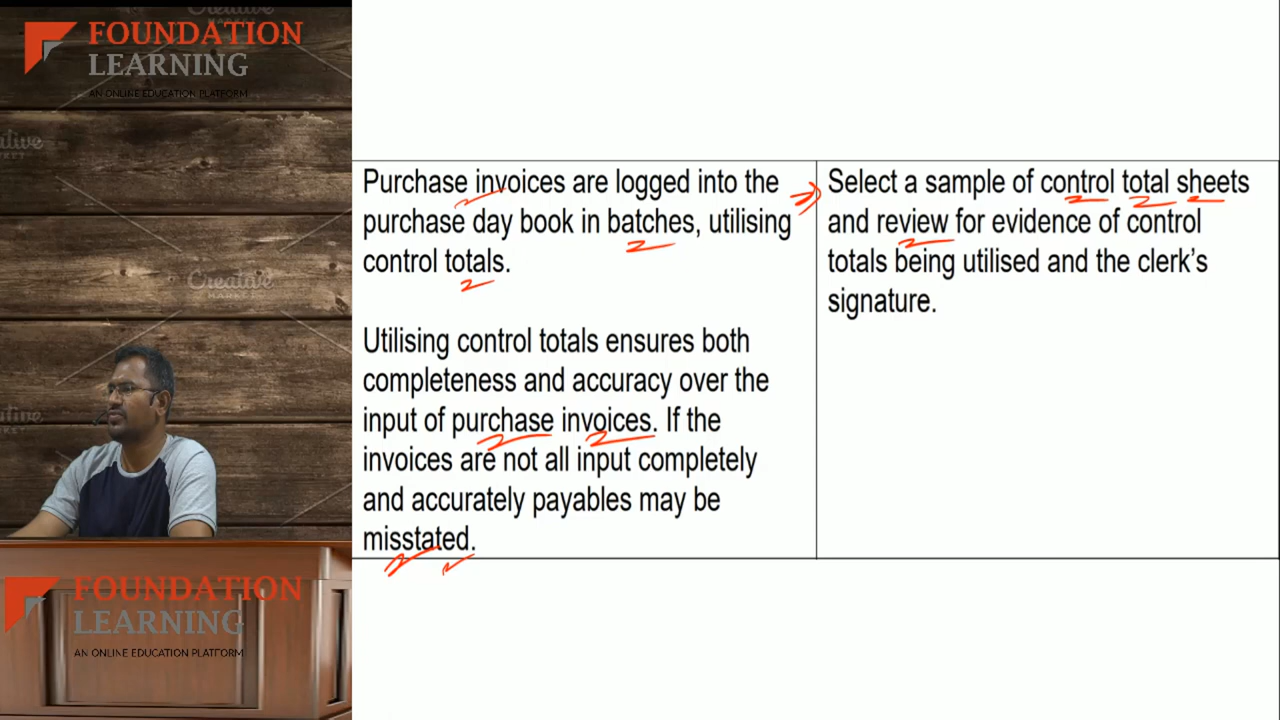 FOUNDATION
LEARNING
AN ONLINE EDUCATION PLATFORM
Creative
MARKET
Purchase invoices are logged into the
purchase day book in batches, utilising
control totals.
Utilising control totals ensures both
completeness and accuracy over the
input of purchase invoices. If the
invoices are not all input completely
and accurately payables may be
misstated.
Select a sample of control total sheets
and review for evidence of control
totals being utilised and the clerk's
signature.
FOUNDATION
LEARNING
AN ONLINE EDUCATION PLATFORM